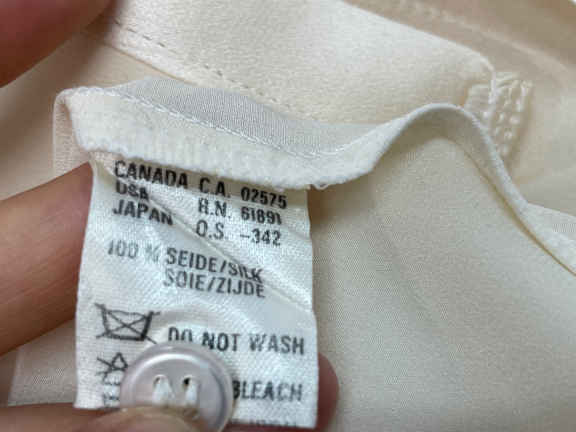 CANADA C.A. 02575
USA R.N. 61891
JAPAN O.S. -342
100 % SEIDE/SILK
SOIE/ZIJDE
DO NOT WASH
BLEACH